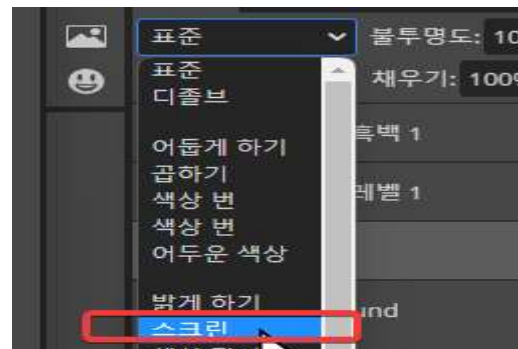 표준 불투명도: 10
표준
채우기: 100%
디졸브
어둡게 하기
흑백 1
곱하기
색상 번
레벨 1
색상 번
어두운 색상
밝게 하기
und
스크린